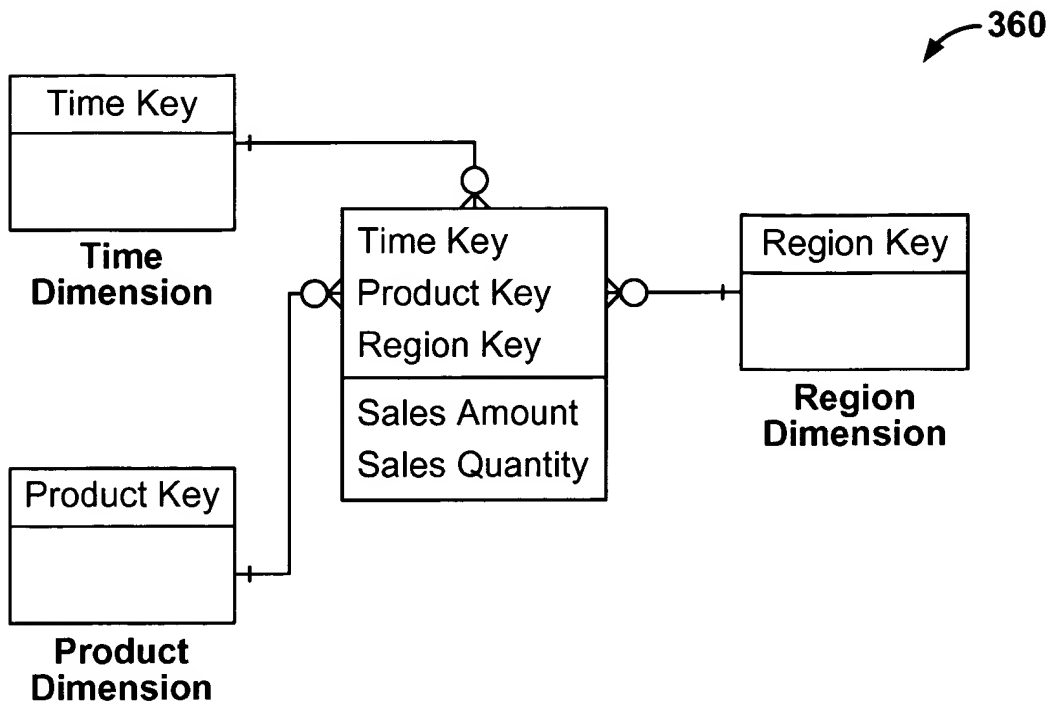 360
Time Key
Time
Dimension
Time Key
Product Key
Region Key
Sales Amount
Sales Quantity
Region Key
Region
Dimension
Product Key
Product
Dimension